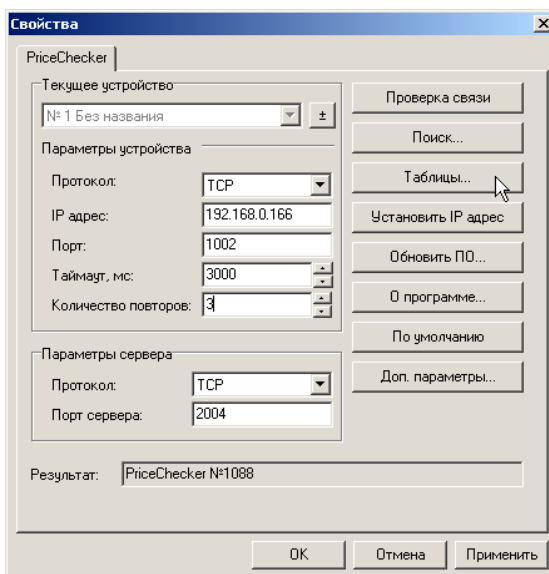 Свойства
PriceChecker
Текущее устройство
№ 1 Без названия
±
Параметры устройства
Протокол: TCP
IP адрес: 192.168.0.166
Порт: 1002
Таймаут, мс: 3000
Количество повторов: 3
Параметры сервера
Протокол: TCP
Порт сервера: 2004
Проверка связи
Поиск...
Таблицы...
Установить IP адрес
Обновить ПО...
О программе...
По умолчанию
Доп. параметры...
Результат: PriceChecker №1088
OK
Отмена
Применить